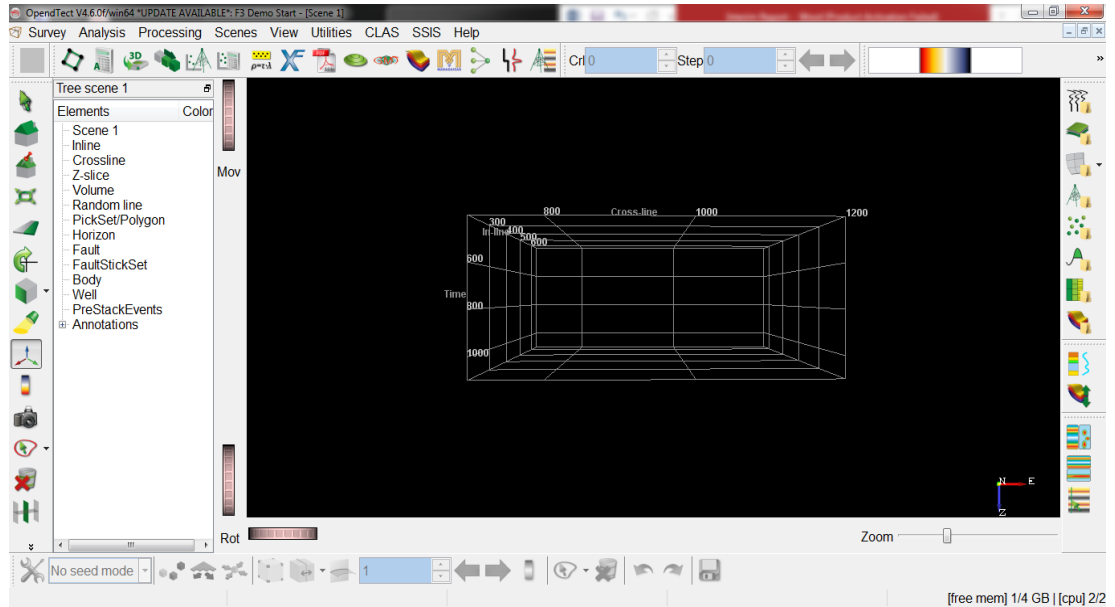 OpendTect V4.6.0f/win64 *UPDATE AVAILABLE*: F3 Demo Start - [Scene 1]
Survey Analysis Processing Scenes View Utilities CLAS SSIS Help
3D ρ=τ·λ XF PDF Crl 0 Step 0 »
Tree scene 1
Elements Color
Scene 1
Inline
Crossline
Z-slice
Volume
Random line
PickSet/Polygon
Horizon
Fault
FaultStickSet
Body
Well
PreStackEvents
Annotations
Mov
800 Cross-line 1000 1200
300
In-line 400
500
600
600
Time
800
1000
N E
Z
Rot
Zoom
No seed mode 1
[free mem] 1/4 GB | [cpu] 2/2